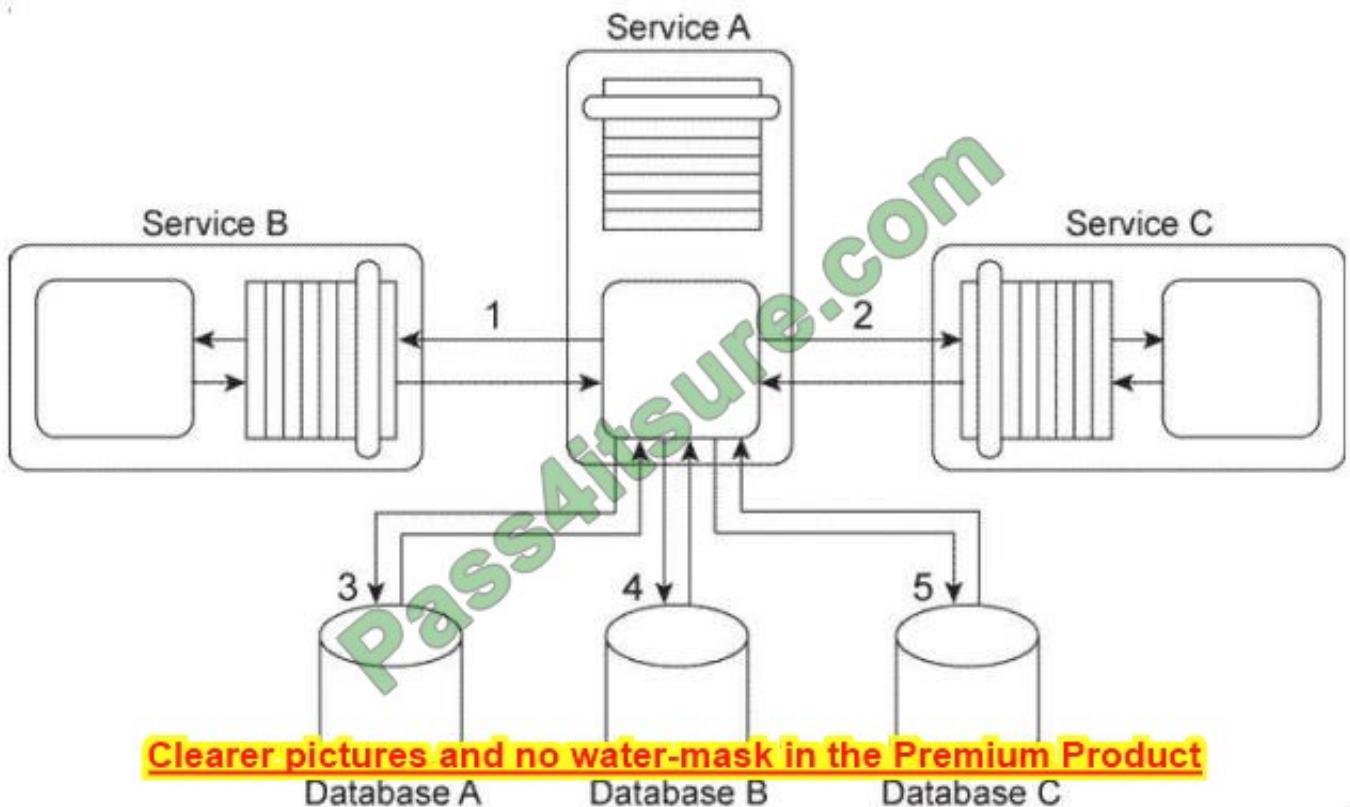 Service A
Service B
Service C
1
2
3
4
5
Pass4itsure.com
Clearer pictures and no water-mask in the Premium Product
Database A
Database B
Database C